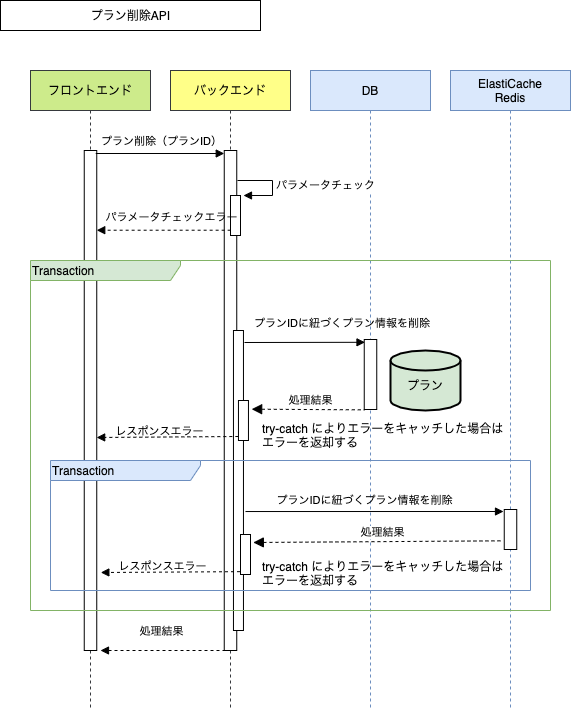 プラン削除API
フロントエンド
バックエンド
DB
ElastiCache
Redis
プラン削除（プランID）
パラメータチェック
パラメータチェックエラー
Transaction
プランIDに紐づくプラン情報を削除
プラン
処理結果
レスポンスエラー
try-catch によりエラーをキャッチした場合は
エラーを返却する
Transaction
プランIDに紐づくプラン情報を削除
処理結果
レスポンスエラー
try-catch によりエラーをキャッチした場合は
エラーを返却する
処理結果